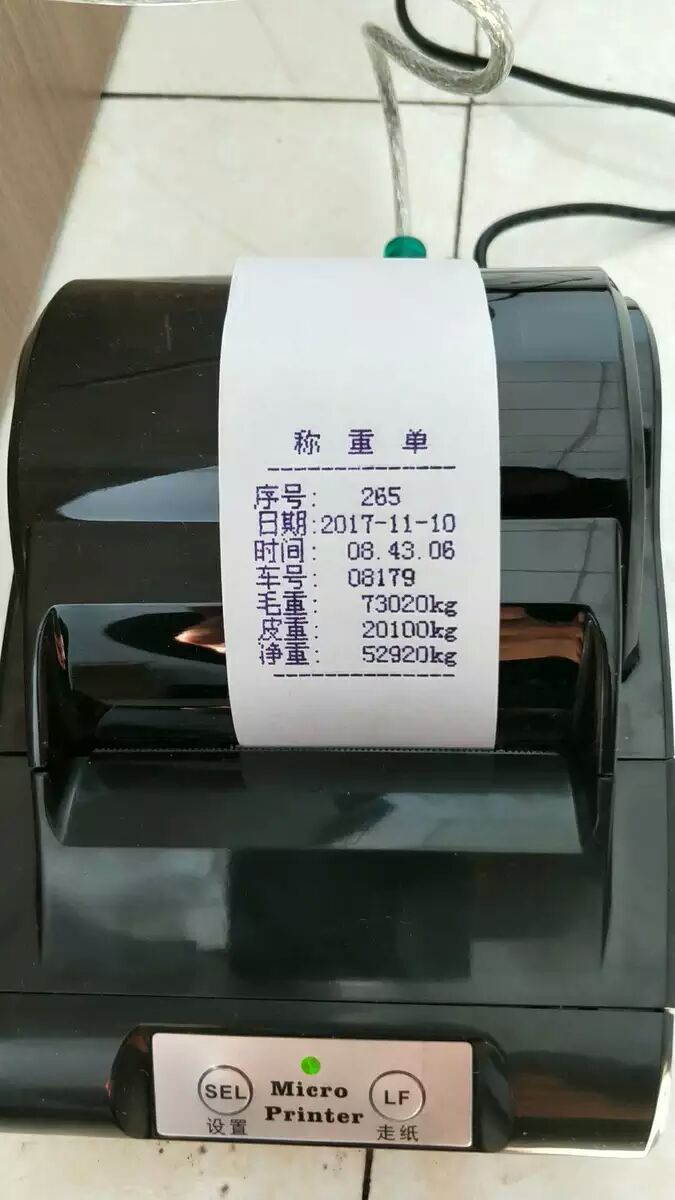 称 重 单
序号: 265
日期:2017-11-10
时间: 08.43.06
车号: 08179
毛重: 73020kg
皮重: 20100kg
净重: 52920kg
SEL Micro Printer LF
设置 走纸